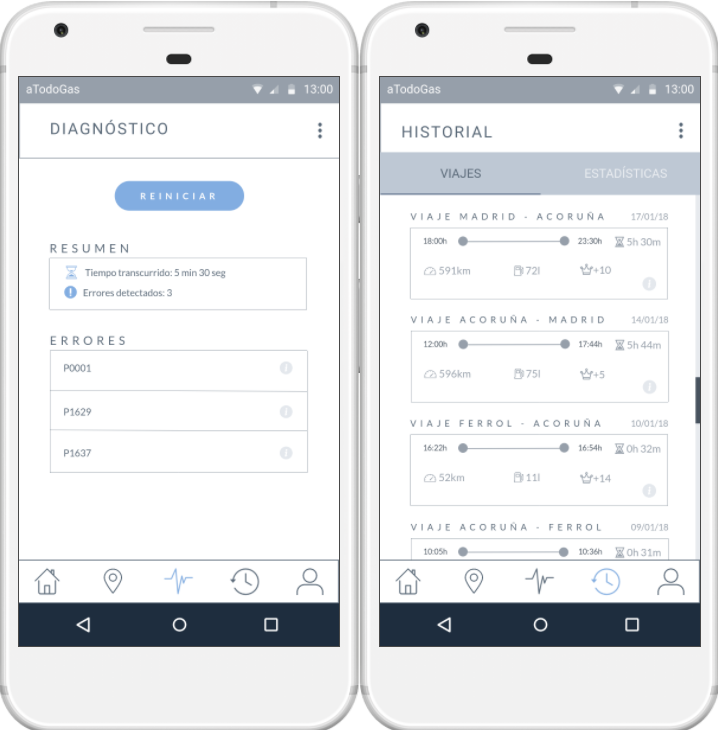 aTodoGas 13:00
DIAGNÓSTICO
REINICIAR
RESUMEN
Tiempo transcurrido: 5 min 30 seg
Errores detectados: 3
ERRORES
P0001
P1629
P1637
aTodoGas 13:00
HISTORIAL
VIAJES ESTADÍSTICAS
VIAJE MADRID - ACORUÑA 17/01/18
18:00h 23:30h 5h 30m
591km 72l +10
VIAJE ACORUÑA - MADRID 14/01/18
12:00h 17:44h 5h 44m
596km 75l +5
VIAJE FERROL - ACORUÑA 10/01/18
16:22h 16:54h 0h 32m
52km 11l +14
VIAJE ACORUÑA - FERROL 09/01/18
10:05h 10:36h 0h 31m